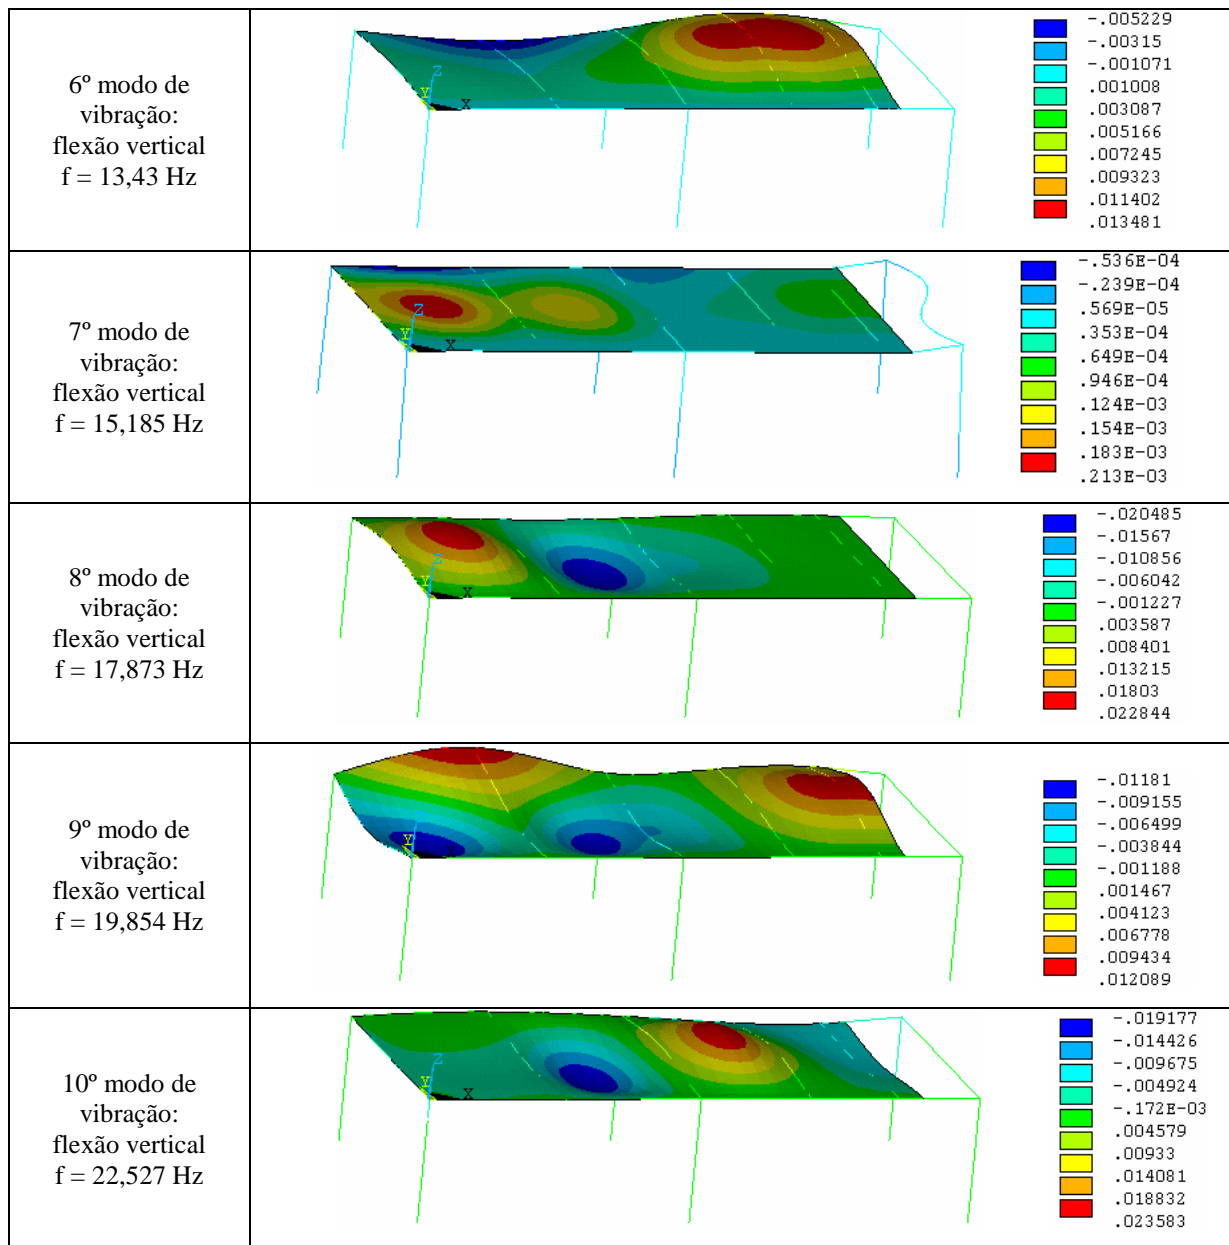 6º modo de
vibração:
flexão vertical
f = 13,43 Hz
Z
Y
X
-.005229
-.00315
-.001071
.001008
.003087
.005166
.007245
.009323
.011402
.013481
7º modo de
vibração:
flexão vertical
f = 15,185 Hz
Z
Y
X
-.536E-04
-.239E-04
.569E-05
.353E-04
.649E-04
.946E-04
.124E-03
.154E-03
.183E-03
.213E-03
8º modo de
vibração:
flexão vertical
f = 17,873 Hz
Z
Y
X
-.020485
-.01567
-.010856
-.006042
-.001227
.003587
.008401
.013215
.01803
.022844
9º modo de
vibração:
flexão vertical
f = 19,854 Hz
Y
X
-.01181
-.009155
-.006499
-.003844
-.001188
.001467
.004123
.006778
.009434
.012089
10º modo de
vibração:
flexão vertical
f = 22,527 Hz
Z
Y
X
-.019177
-.014426
-.009675
-.004924
-.172E-03
.004579
.00933
.014081
.018832
.023583